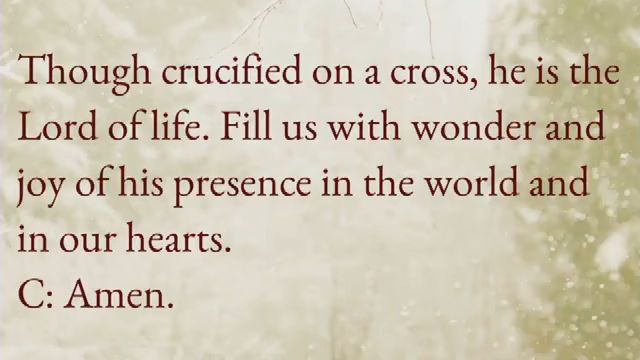 Though crucified on a cross, he is the
Lord of life. Fill us with wonder and
joy of his presence in the world and
in our hearts.
C: Amen.